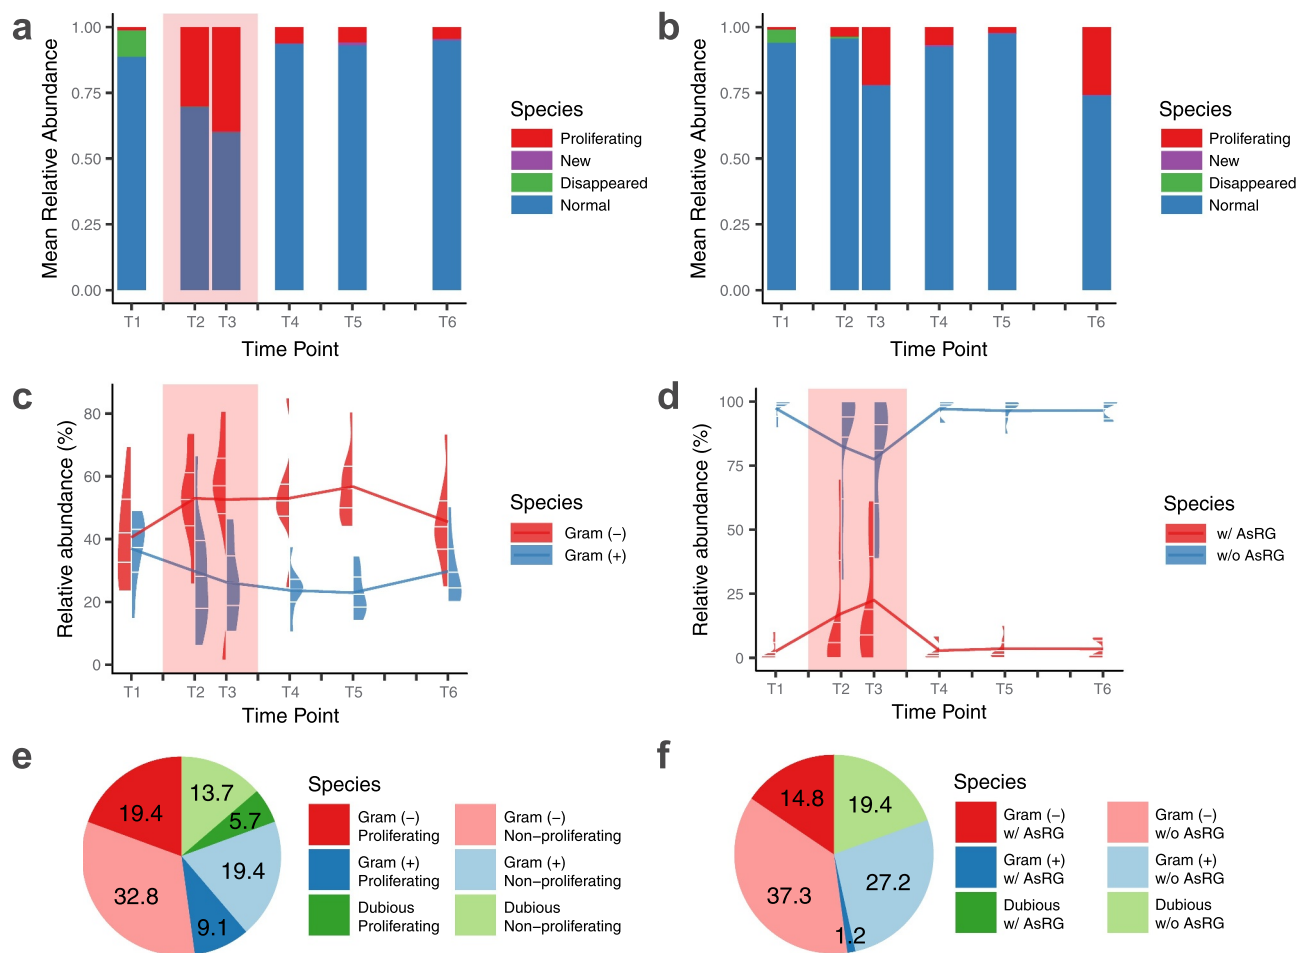 a
Mean Relative Abundance
1.00
0.75
0.50
0.25
0.00
T1
T2
T3
T4
T5
T6
Time Point
Species
Proliferating
New
Disappeared
Normal
b
Mean Relative Abundance
1.00
0.75
0.50
0.25
0.00
T1
T2
T3
T4
T5
T6
Time Point
Species
Proliferating
New
Disappeared
Normal
c
Relative abundance (%)
80
60
40
20
0
T1
T2
T3
T4
T5
T6
Time Point
Species
Gram (−)
Gram (+)
d
Relative abundance (%)
100
75
50
25
0
T1
T2
T3
T4
T5
T6
Time Point
Species
w/ AsRG
w/o AsRG
e
19.4
13.7
5.7
19.4
9.1
32.8
Species
Gram (−)
Proliferating
Gram (−)
Non−proliferating
Gram (+)
Proliferating
Gram (+)
Non−proliferating
Dubious
Proliferating
Dubious
Non−proliferating
f
14.8
19.4
27.2
1.2
37.3
Species
Gram (−)
w/ AsRG
Gram (−)
w/o AsRG
Gram (+)
w/ AsRG
Gram (+)
w/o AsRG
Dubious
w/ AsRG
Dubious
w/o AsRG